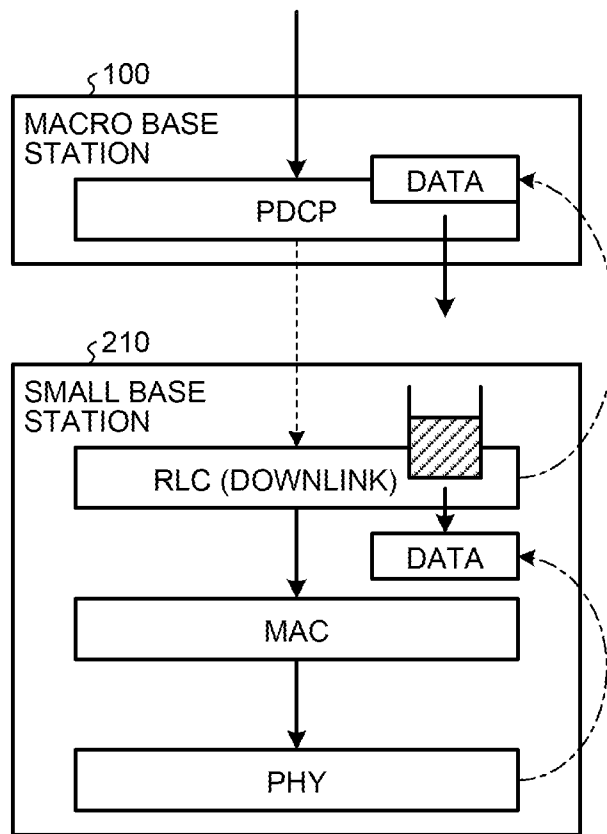 100
MACRO BASE
STATION
DATA
PDCP
210
SMALL BASE
STATION
RLC (DOWNLINK)
DATA
MAC
PHY